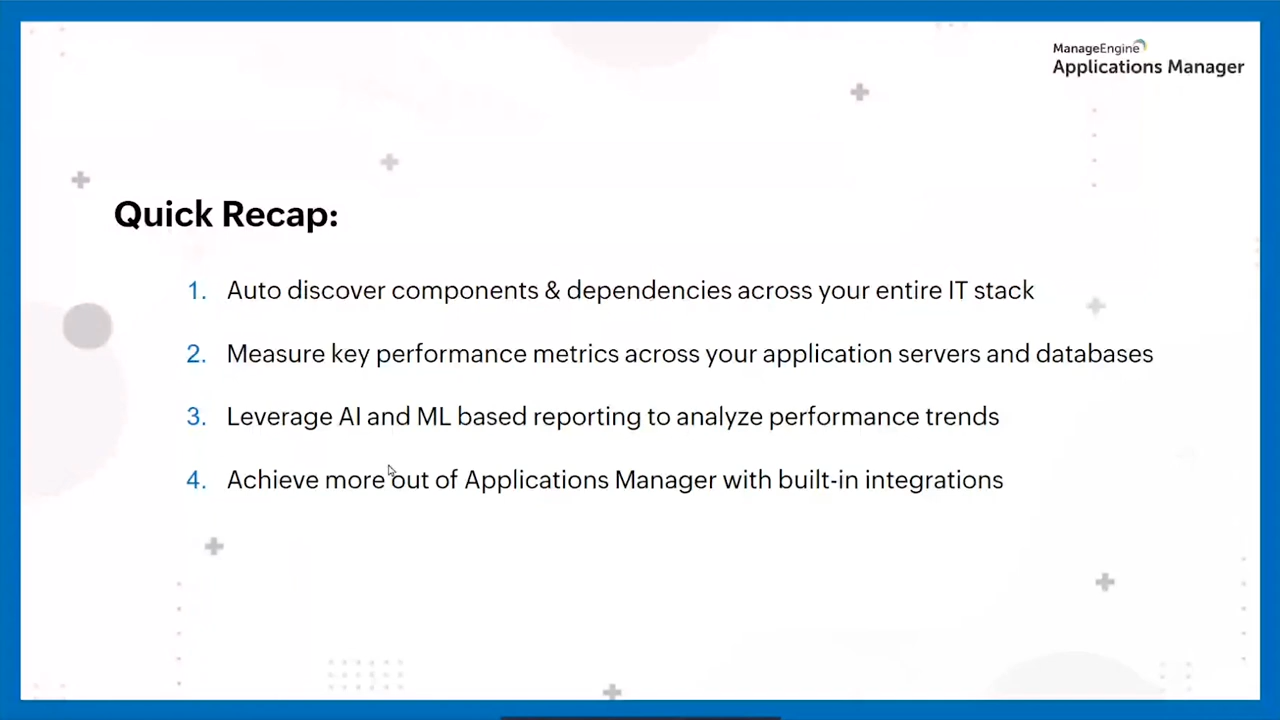 ManageEngine
Applications Manager
Quick Recap:
1. Auto discover components & dependencies across your entire IT stack
2. Measure key performance metrics across your application servers and databases
3. Leverage AI and ML based reporting to analyze performance trends
4. Achieve more out of Applications Manager with built-in integrations